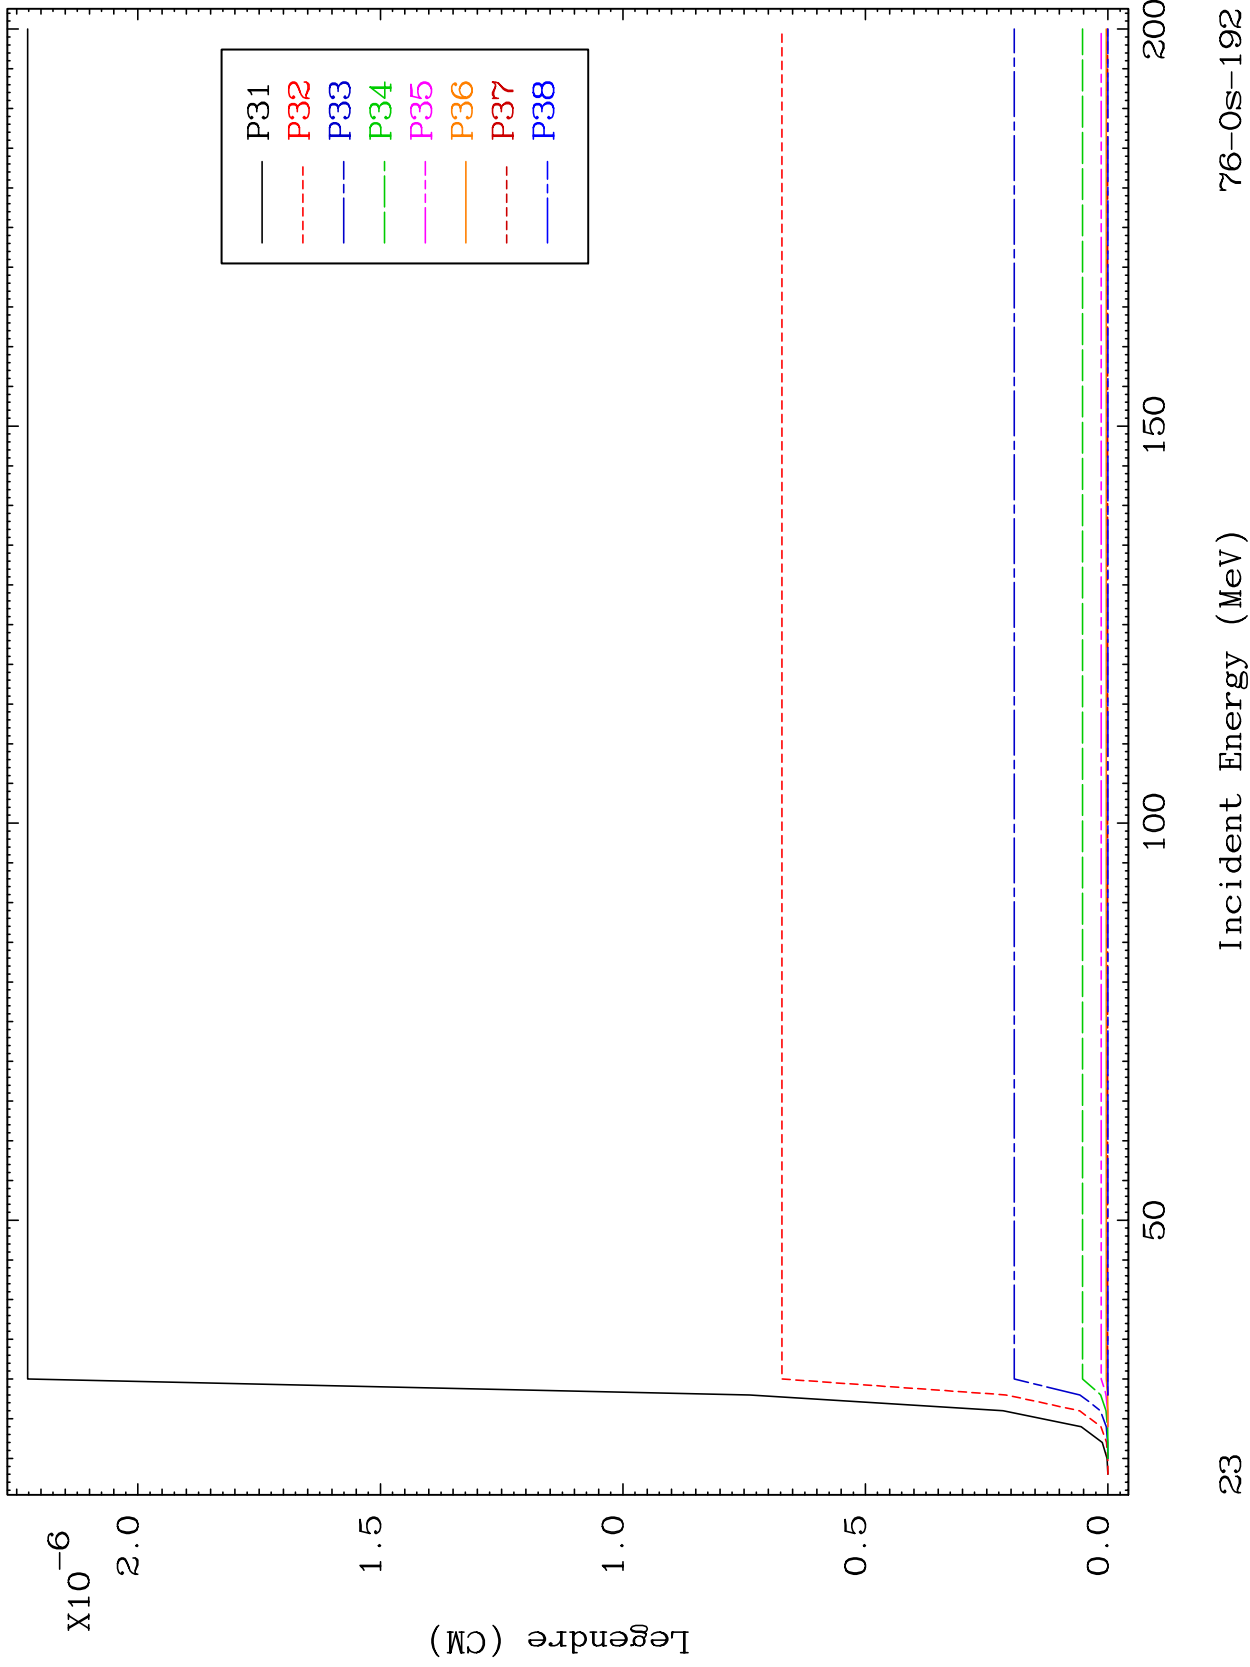 X10-6
2.0
1.5
1.0
0.5
0.0
Legendre (CM)
P31
P32
P33
P34
P35
P36
P37
P38
50
100
150
200
23
Incident Energy (MeV)
76-Os-192